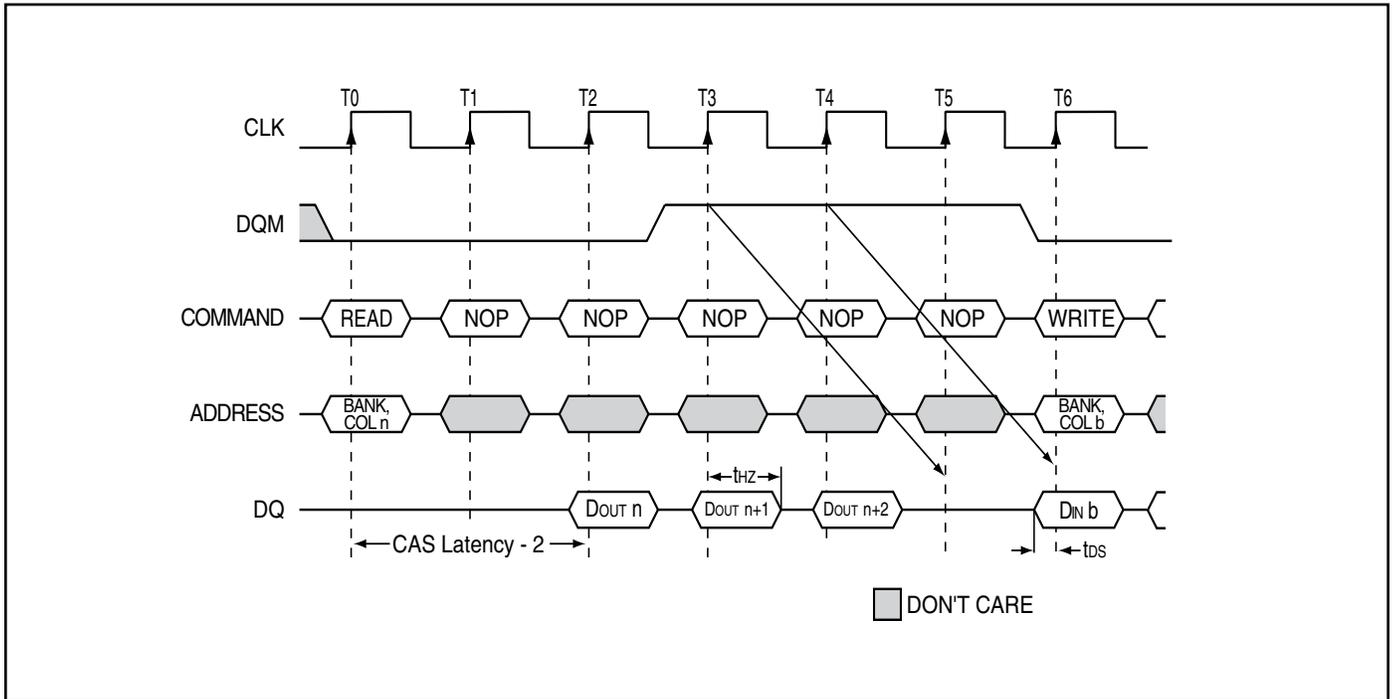 T0 T1 T2 T3 T4 T5 T6
CLK
DQM
COMMAND READ NOP NOP NOP NOP NOP WRITE
ADDRESS BANK, COL n BANK, COL b
tHZ
DQ DOUT n DOUT n+1 DOUT n+2 DIN b
CAS Latency - 2 tDS
DON'T CARE